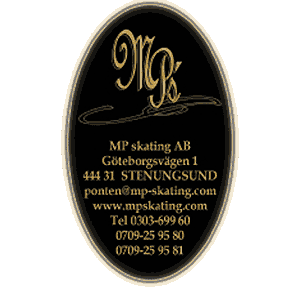 MPs'
MP skating AB
Göteborgsvägen 1
444 31 STENUNGSUND
ponten@mp-skating.com
www.mpskating.com
Tel 0303-699 60
0709-25 95 80
0709-25 95 81